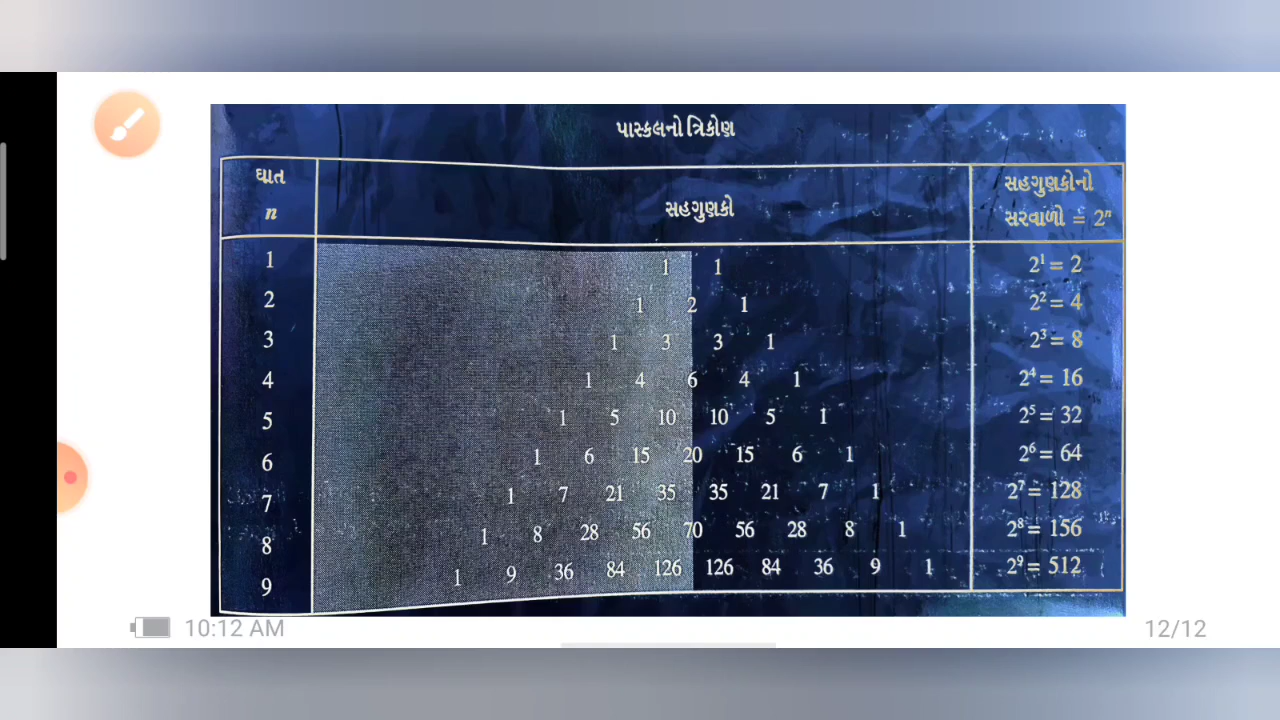 પાસ્કલનો ત્રિકોણ
ઘાત n
સહગુણકો
સહગુણકોનો સરવાળો = 2ⁿ
1 1 1 2¹ = 2
2 1 2 1 2² = 4
3 1 3 3 1 2³ = 8
4 1 4 6 4 1 2⁴ = 16
5 1 5 10 10 5 1 2⁵ = 32
6 1 6 15 20 15 6 1 2⁶ = 64
7 1 7 21 35 35 21 7 1 2⁷ = 128
8 1 8 28 56 70 56 28 8 1 2⁸ = 156
9 1 9 36 84 126 126 84 36 9 1 2⁹ = 512
10:12 AM 12/12